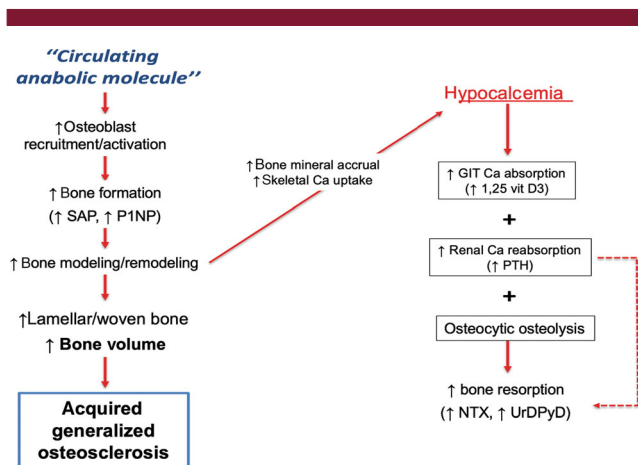 “Circulating
anabolic molecule”
↑Osteoblast
recruitment/activation
↑Bone formation
(↑ SAP, ↑ P1NP)
↑Bone modeling/remodeling
↑Lamellar/woven bone
↑ Bone volume
Acquired
generalized
osteosclerosis
↑Bone mineral accrual
↑Skeletal Ca uptake
Hypocalcemia
↑ GIT Ca absorption
(↑ 1,25 vit D3)
+
↑ Renal Ca reabsorption
(↑ PTH)
+
Osteocytic osteolysis
↑ bone resorption
(↑ NTX, ↑ UrDPyD)